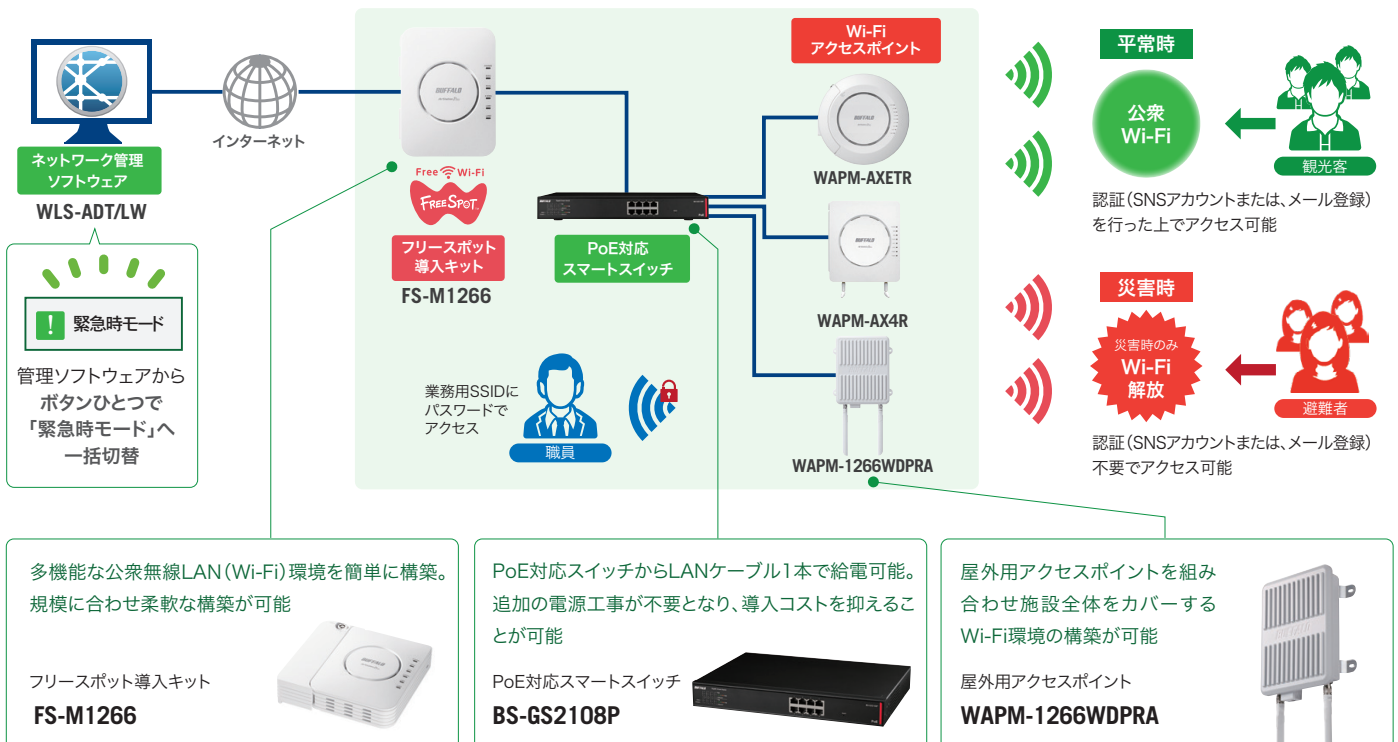 インターネット
ネットワーク管理
ソフトウェア
WLS-ADT/LW
! 緊急時モード
管理ソフトウェアから
ボタンひとつで
「緊急時モード」へ
一括切替
BUFFALO
Free Wi-Fi
FREESPOT
フリースポット
導入キット
FS-M1266
PoE対応
スマートスイッチ
業務用SSIDに
パスワードで
アクセス
職員
Wi-Fi
アクセスポイント
BUFFALO
WAPM-AXETR
BUFFALO
WAPM-AX4R
WAPM-1266WDPRA
平常時
公衆
Wi-Fi
観光客
認証(SNSアカウントまたは、メール登録)
を行った上でアクセス可能
災害時
災害時のみ
Wi-Fi
解放
避難者
認証(SNSアカウントまたは、メール登録)
不要でアクセス可能
多機能な公衆無線LAN(Wi-Fi)環境を簡単に構築。
規模に合わせ柔軟な構築が可能
フリースポット導入キット
FS-M1266
PoE対応スイッチからLANケーブル1本で給電可能。
追加の電源工事が不要となり、導入コストを抑えるこ
とが可能
PoE対応スマートスイッチ
BS-GS2108P
屋外用アクセスポイントを組み
合わせ施設全体をカバーする
Wi-Fi環境の構築が可能
屋外用アクセスポイント
WAPM-1266WDPRA